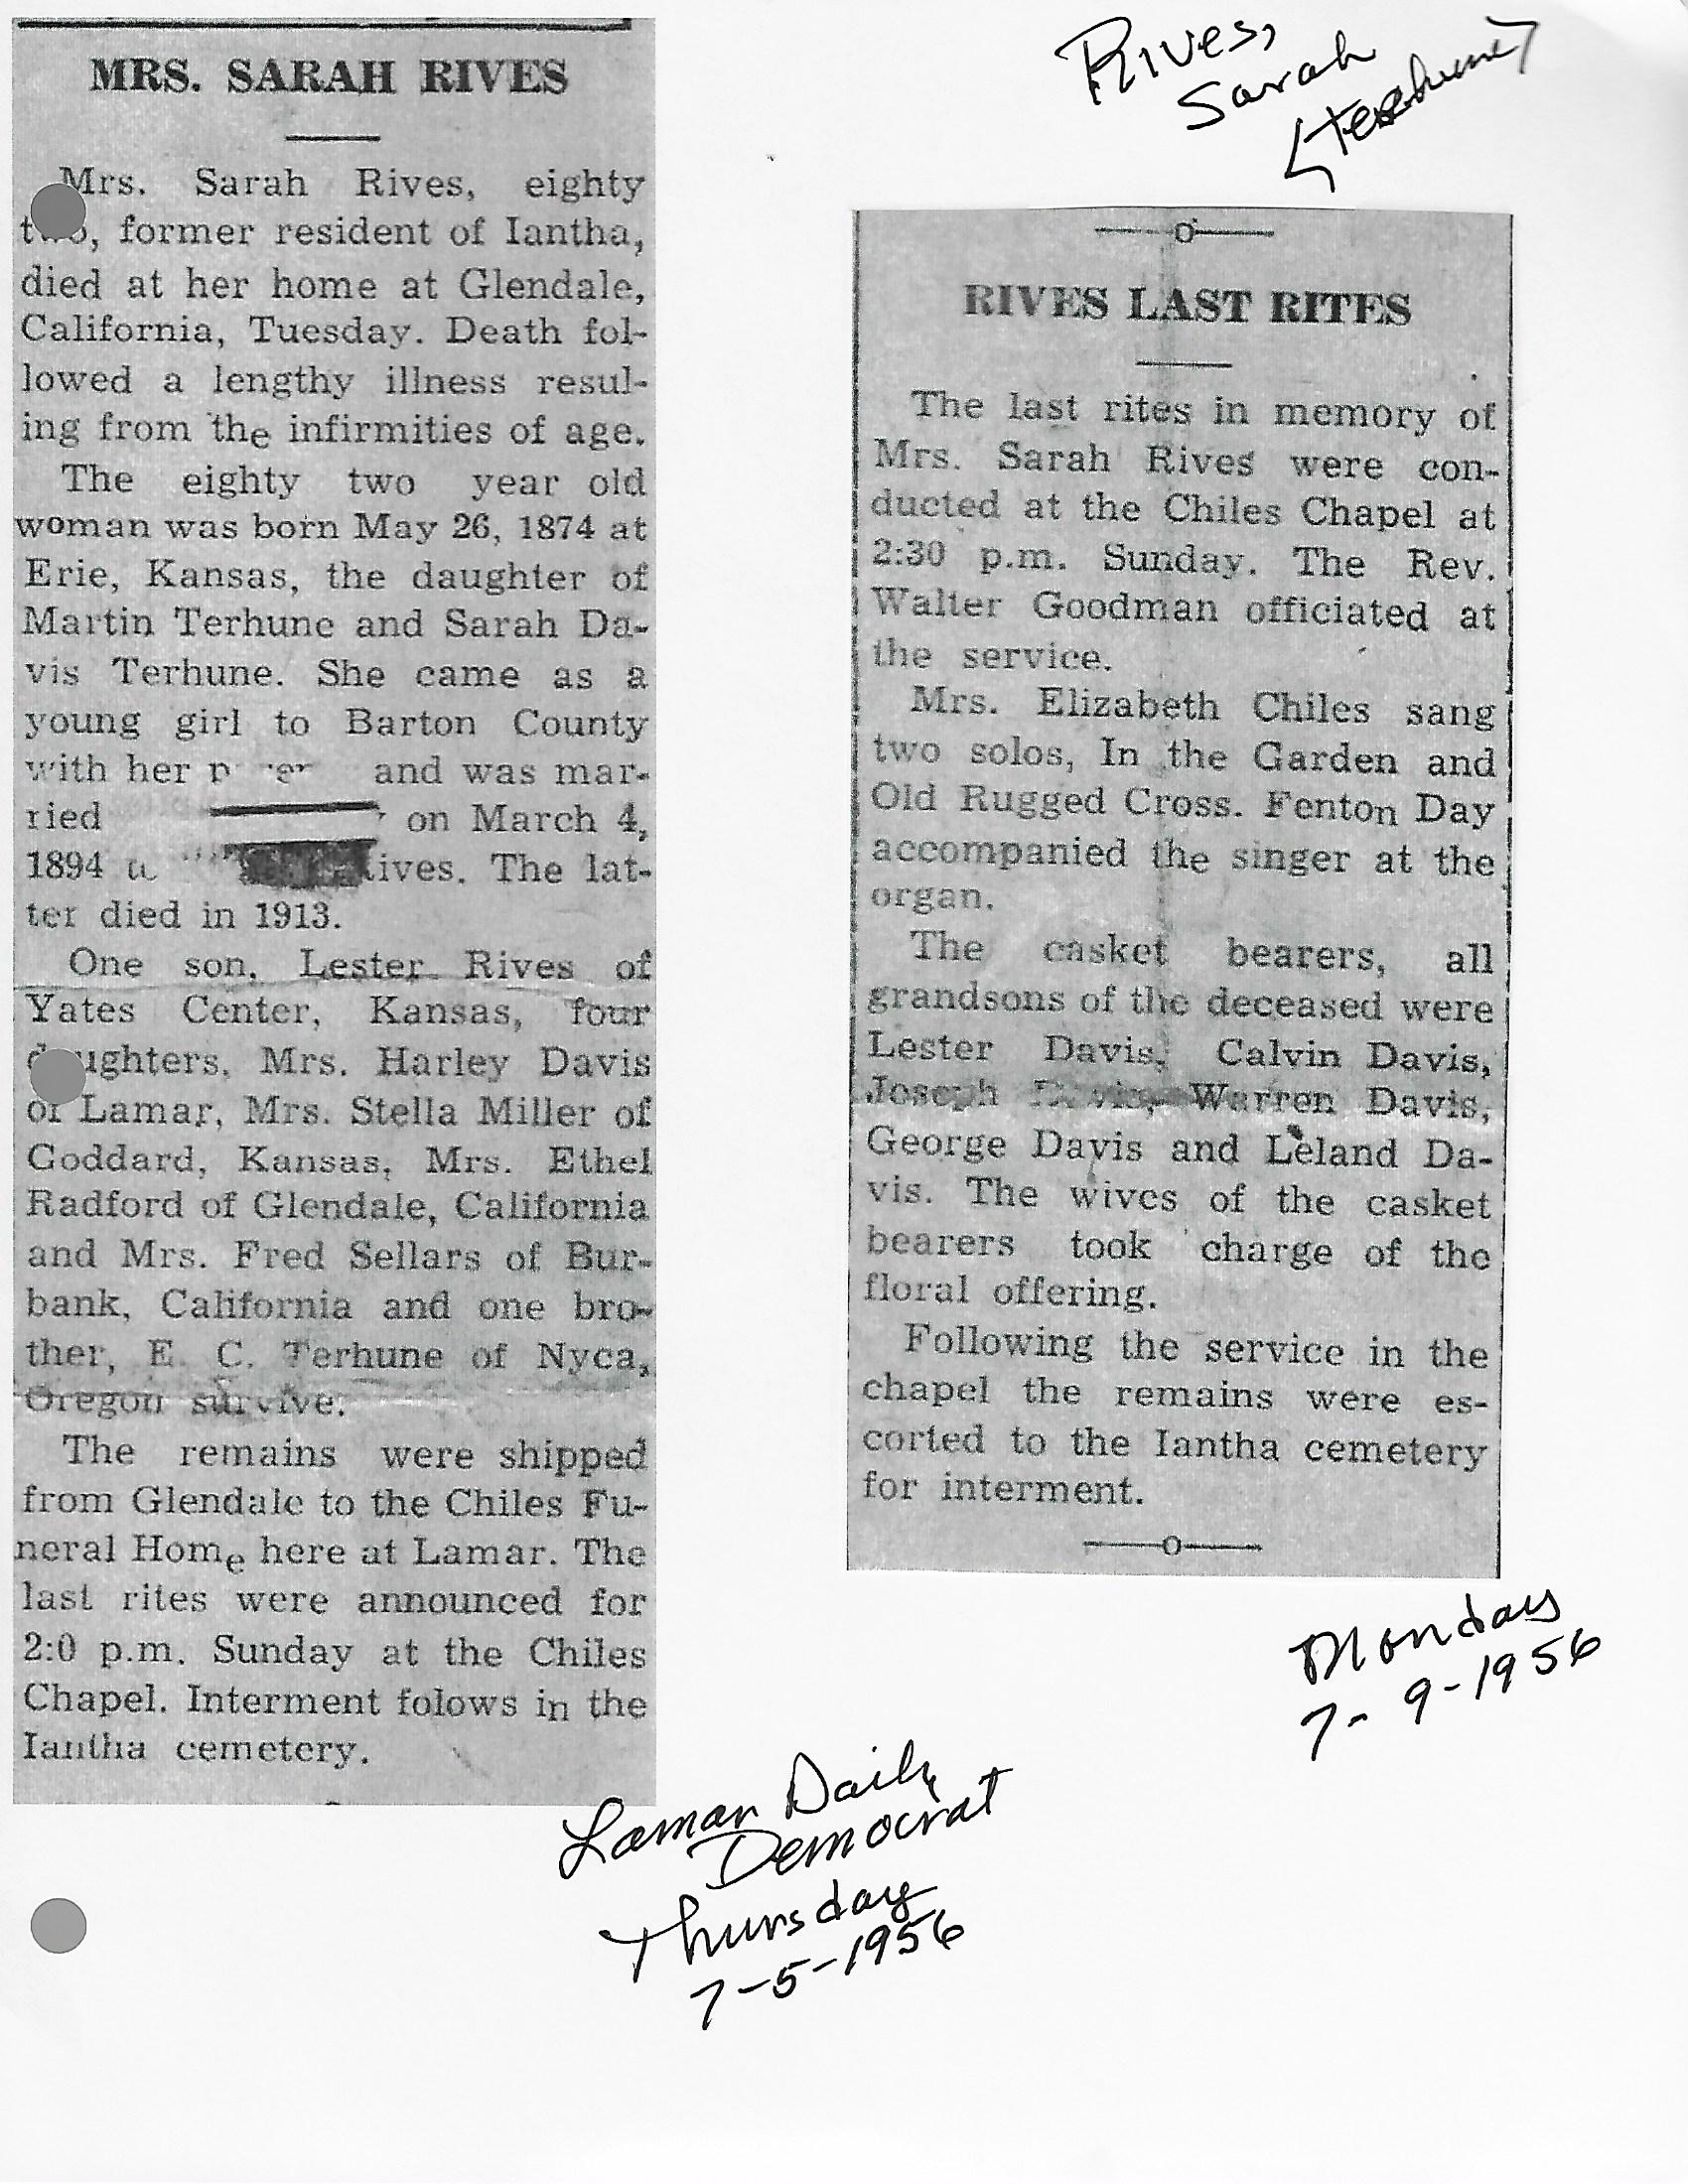 Rives,
Sarah
<Terhune>
MRS. SARAH RIVES
Mrs. Sarah Rives, eighty
two, former resident of Iantha,
died at her home at Glendale,
California, Tuesday. Death fol-
lowed a lengthy illness resul-
ing from the infirmities of age.
The eighty two year old
woman was born May 26, 1874 at
Erie, Kansas, the daughter of
Martin Terhune and Sarah Da-
vis Terhune. She came as a
young girl to Barton County
with her and was mar-
ried on March 4,
1894 Rives. The lat-
ter died in 1913.
One son, Lester Rives of
Yates Center, Kansas, four
daughters, Mrs. Harley Davis
of Lamar, Mrs. Stella Miller of
Goddard, Kansas, Mrs. Ethel
Radford of Glendale, California
and Mrs. Fred Sellars of Bur-
bank, California and one bro-
ther, E. C. Terhune of Nyca,
Oregon survive.
The remains were shipped
from Glendale to the Chiles Fu-
neral Home here at Lamar. The
last rites were announced for
2:0 p.m. Sunday at the Chiles
Chapel. Interment folows in the
Iantha cemetery.
Lamar Daily
Democrat
Thursday
7-5-1956
RIVES LAST RITES
The last rites in memory of
Mrs. Sarah Rives were con-
ducted at the Chiles Chapel at
2:30 p.m. Sunday. The Rev.
Walter Goodman officiated at
the service.
Mrs. Elizabeth Chiles sang
two solos, In the Garden and
Old Rugged Cross. Fenton Day
accompanied the singer at the
organ.
The casket bearers, all
grandsons of the deceased were
Lester Davis, Calvin Davis,
Joseph Davis, Warren Davis,
George Davis and Leland Da-
vis. The wives of the casket
bearers took charge of the
floral offering.
Following the service in the
chapel the remains were es-
corted to the Iantha cemetery
for interment.
Monday
7-9-1956